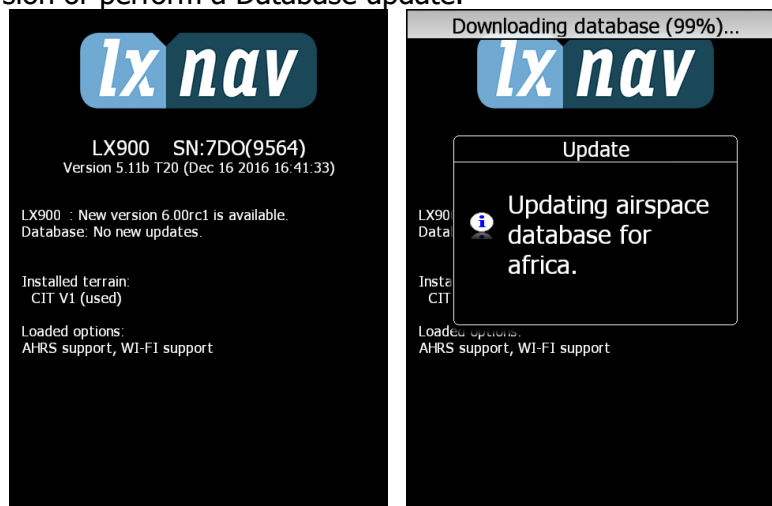 sion or perform a Database update.
lx nav
LX900 SN:7DO(9564)
Version 5.11b T20 (Dec 16 2016 16:41:33)
LX900 : New version 6.00rc1 is available.
Database: No new updates.
Installed terrain:
CIT V1 (used)
Loaded options:
AHRS support, WI-FI support
Downloading database (99%)...
lx nav
Update
Updating airspace
database for
africa.
LX90
Datal
Insta
CIT
Loaded options:
AHRS support, WI-FI support